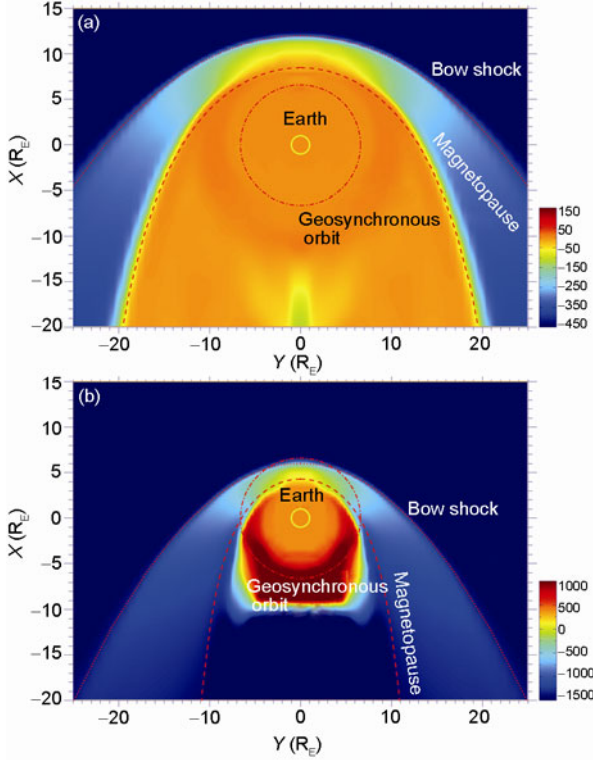 (a)
15
10
5
0
−5
−10
−15
−20
X (R_E)
Bow shock
Magnetopause
Earth
Geosynchronous
orbit
150
50
−50
−150
−250
−350
−450
−20
−10
0
10
20
Y (R_E)
(b)
15
10
5
0
−5
−10
−15
−20
X (R_E)
Earth
Bow shock
Geosynchronous
orbit
Magnetopause
1000
500
0
−500
−1000
−1500
−20
−10
0
10
20
Y (R_E)